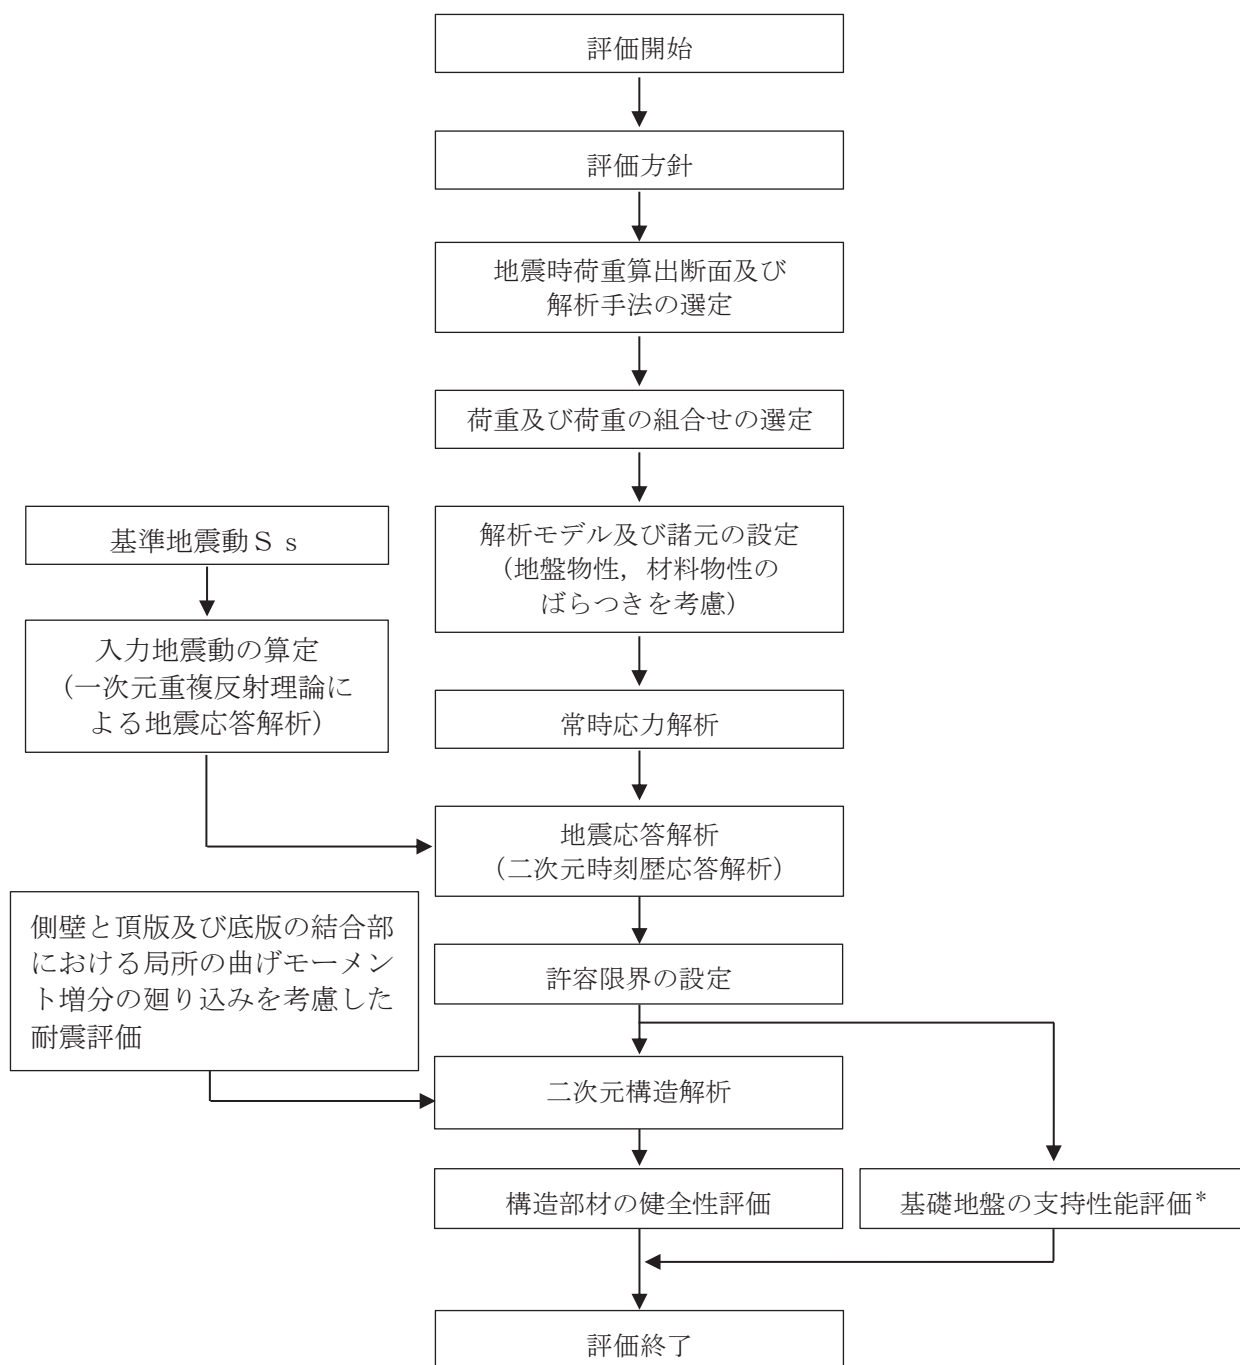 評価開始
評価方針
地震時荷重算出断面及び
解析手法の選定
荷重及び荷重の組合せの選定
基準地震動Ｓｓ
解析モデル及び諸元の設定
（地盤物性，材料物性の
ばらつきを考慮）
入力地震動の算定
（一次元重複反射理論に
よる地震応答解析）
常時応力解析
地震応答解析
（二次元時刻歴応答解析）
側壁と頂版及び底版の結合部
における局所の曲げモーメン
ト増分の廻り込みを考慮した
耐震評価
許容限界の設定
二次元構造解析
構造部材の健全性評価
基礎地盤の支持性能評価*
評価終了